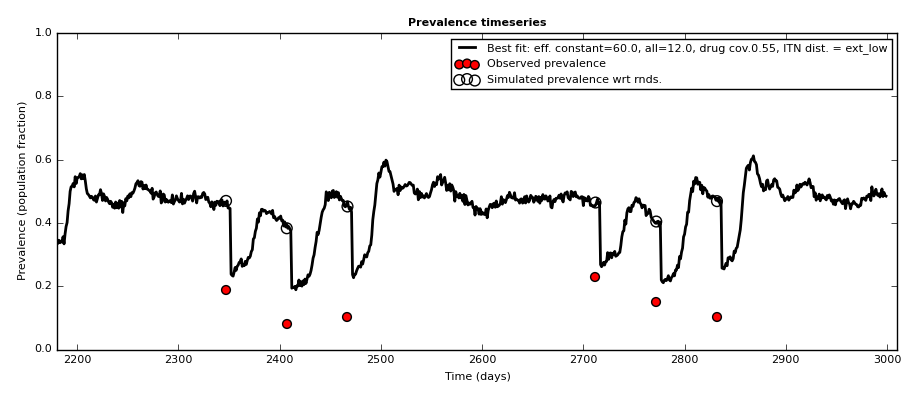 Prevalence timeseries
Best fit: eff. constant=60.0, all=12.0, drug cov.0.55, ITN dist. = ext_low
Observed prevalence
Simulated prevalence wrt rnds.
Prevalence (population fraction)
1.0
0.8
0.6
0.4
0.2
0.0
2200 2300 2400 2500 2600 2700 2800 2900 3000
Time (days)